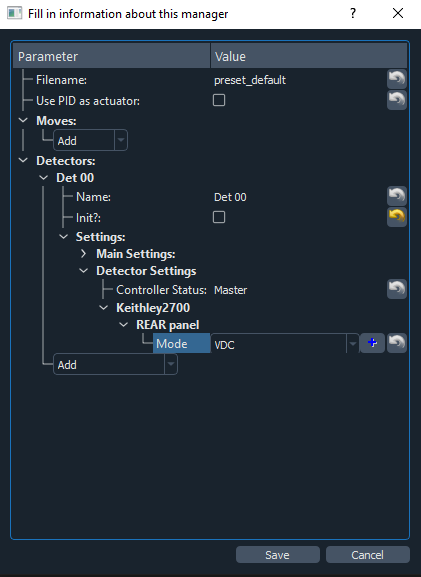 Fill in information about this manager
Parameter Value
Filename: preset_default
Use PID as actuator:
Moves:
Add
Detectors:
Det 00
Name: Det 00
Init?:
Settings:
Main Settings:
Detector Settings
Controller Status: Master
Keithley2700
REAR panel
Mode VDC
Add
Save Cancel